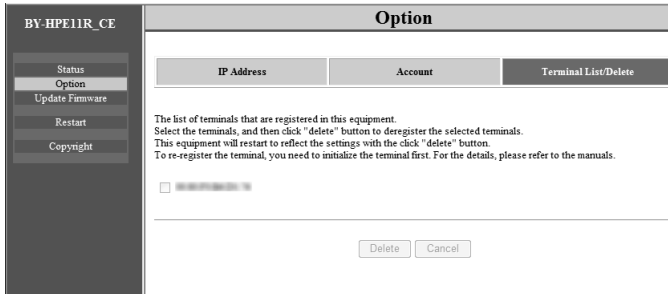 BY-HPE11R_CE
Option
Status
Option
Update Firmware
Restart
Copyright
IP Address
Account
Terminal List/Delete
The list of terminals that are registered in this equipment.
Select the terminals, and then click "delete" button to deregister the selected terminals.
This equipment will restart to reflect the settings with the click "delete" button.
To re-register the terminal, you need to initialize the terminal first. For the details, please refer to the manuals.
Delete
Cancel